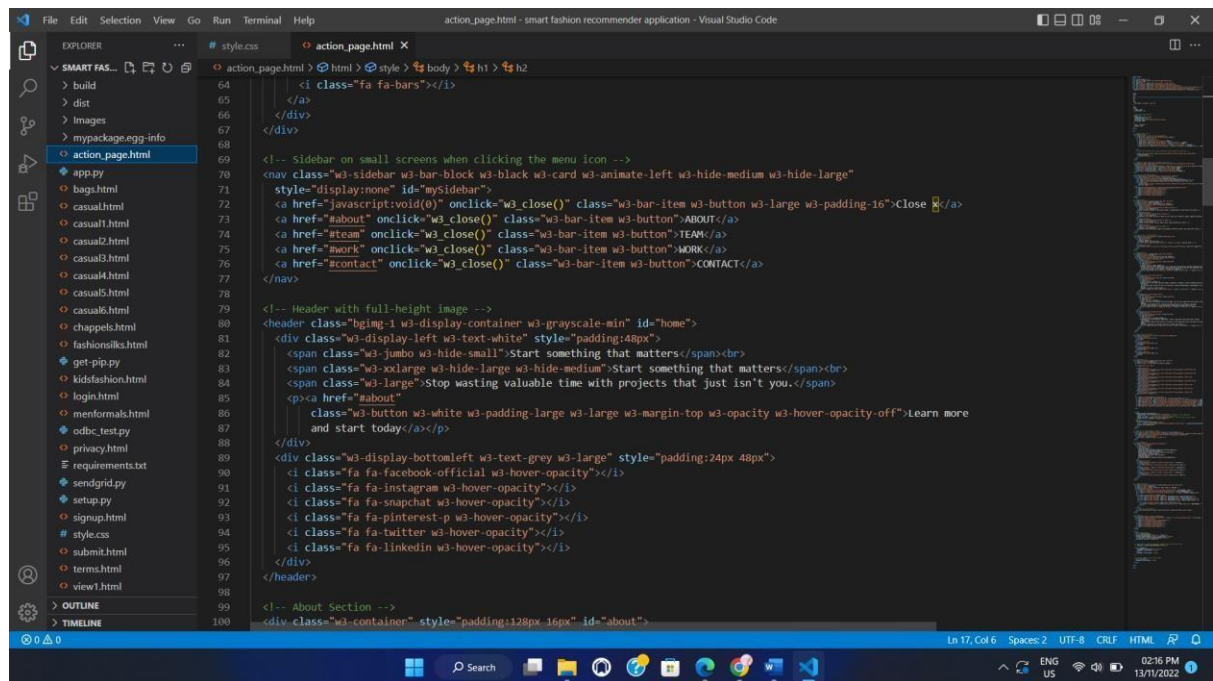 File Edit Selection View Go Run Terminal Help
action_page.html - smart fashion recommender application - Visual Studio Code
EXPLORER
SMART FAS...
build
dist
Images
mypackage.egg-info
action_page.html
app.py
bags.html
casual.html
casual1.html
casual2.html
casual3.html
casual4.html
casual5.html
casual6.html
chappels.html
fashionsilks.html
get-pip.py
kidsfashion.html
login.html
menformals.html
odbc_test.py
privacy.html
requirements.txt
sendgrid.py
setup.py
signup.html
# style.css
submit.html
terms.html
view1.html
OUTLINE
TIMELINE
# style.css action_page.html
action_page.html > html > style > body > h1 > h2
64 <i class="fa fa-bars"></i>
65 </a>
66 </div>
67 </div>
68
69 <!-- Sidebar on small screens when clicking the menu icon -->
70 <nav class="w3-sidebar w3-bar-block w3-black w3-card w3-animate-left w3-hide-medium w3-hide-large"
71 style="display:none" id="mySidebar">
72 <a href="javascript:void(0)" onclick="w3_close()" class="w3-bar-item w3-button w3-large w3-padding-16">Close ×</a>
73 <a href="#about" onclick="w3_close()" class="w3-bar-item w3-button">ABOUT</a>
74 <a href="#team" onclick="w3_close()" class="w3-bar-item w3-button">TEAM</a>
75 <a href="#work" onclick="w3_close()" class="w3-bar-item w3-button">WORK</a>
76 <a href="#contact" onclick="w3_close()" class="w3-bar-item w3-button">CONTACT</a>
77 </nav>
78
79 <!-- Header with full-height image -->
80 <header class="bgimg-1 w3-display-container w3-grayscale-min" id="home">
81 <div class="w3-display-left w3-text-white" style="padding:48px">
82 <span class="w3-jumbo w3-hide-small">Start something that matters</span><br>
83 <span class="w3-xxlarge w3-hide-large w3-hide-medium">Start something that matters</span><br>
84 <span class="w3-large">Stop wasting valuable time with projects that just isn't you.</span>
85 <p><a href="#about"
86 class="w3-button w3-white w3-padding-large w3-large w3-margin-top w3-opacity w3-hover-opacity-off">Learn more
87 and start today</a></p>
88 </div>
89 <div class="w3-display-bottomleft w3-text-grey w3-large" style="padding:24px 48px">
90 <i class="fa fa-facebook-official w3-hover-opacity"></i>
91 <i class="fa fa-instagram w3-hover-opacity"></i>
92 <i class="fa fa-snapchat w3-hover-opacity"></i>
93 <i class="fa fa-pinterest-p w3-hover-opacity"></i>
94 <i class="fa fa-twitter w3-hover-opacity"></i>
95 <i class="fa fa-linkedin w3-hover-opacity"></i>
96 </div>
97 </header>
98
99 <!-- About Section -->
100 <div class="w3-container" style="padding:128px 16px" id="about">
0 0
Ln 17, Col 6 Spaces: 2 UTF-8 CRLF HTML
Search
ENG
US
02:16 PM
13/11/2022
1